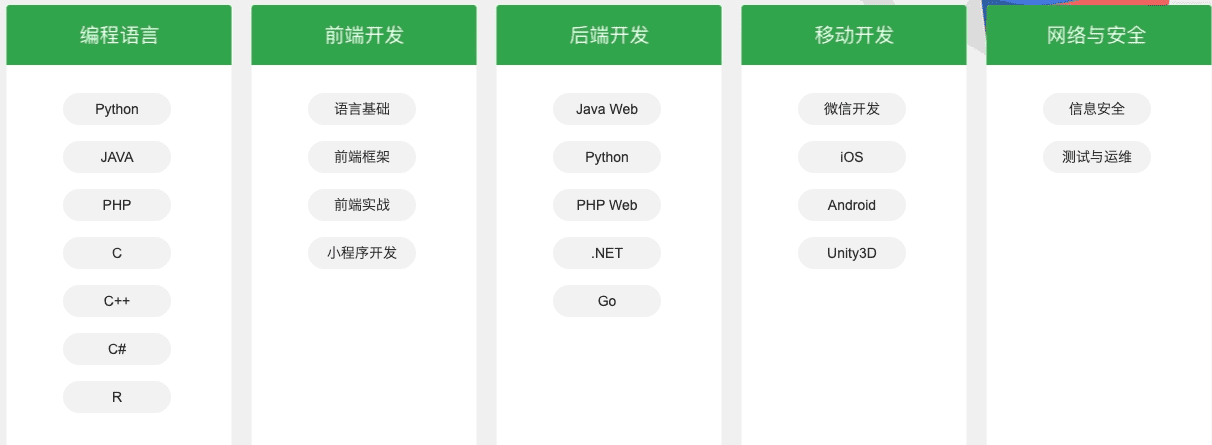 编程语言
Python
JAVA
PHP
C
C++
C#
R
前端开发
语言基础
前端框架
前端实战
小程序开发
后端开发
Java Web
Python
PHP Web
.NET
Go
移动开发
微信开发
iOS
Android
Unity3D
网络与安全
信息安全
测试与运维